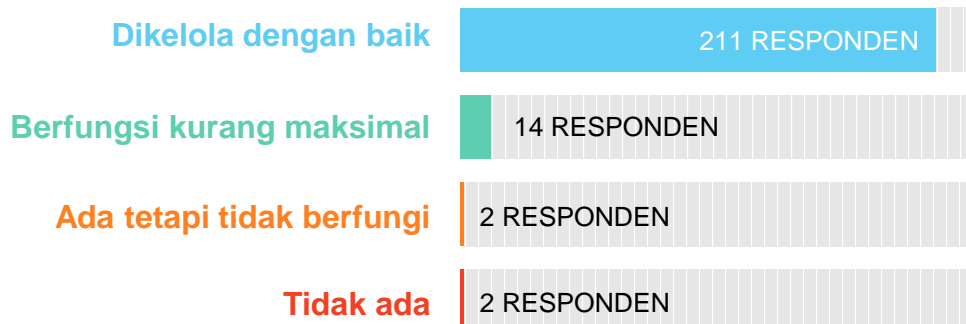 Dikelola dengan baik 211 RESPONDEN
Berfungsi kurang maksimal 14 RESPONDEN
Ada tetapi tidak berfungi 2 RESPONDEN
Tidak ada 2 RESPONDEN